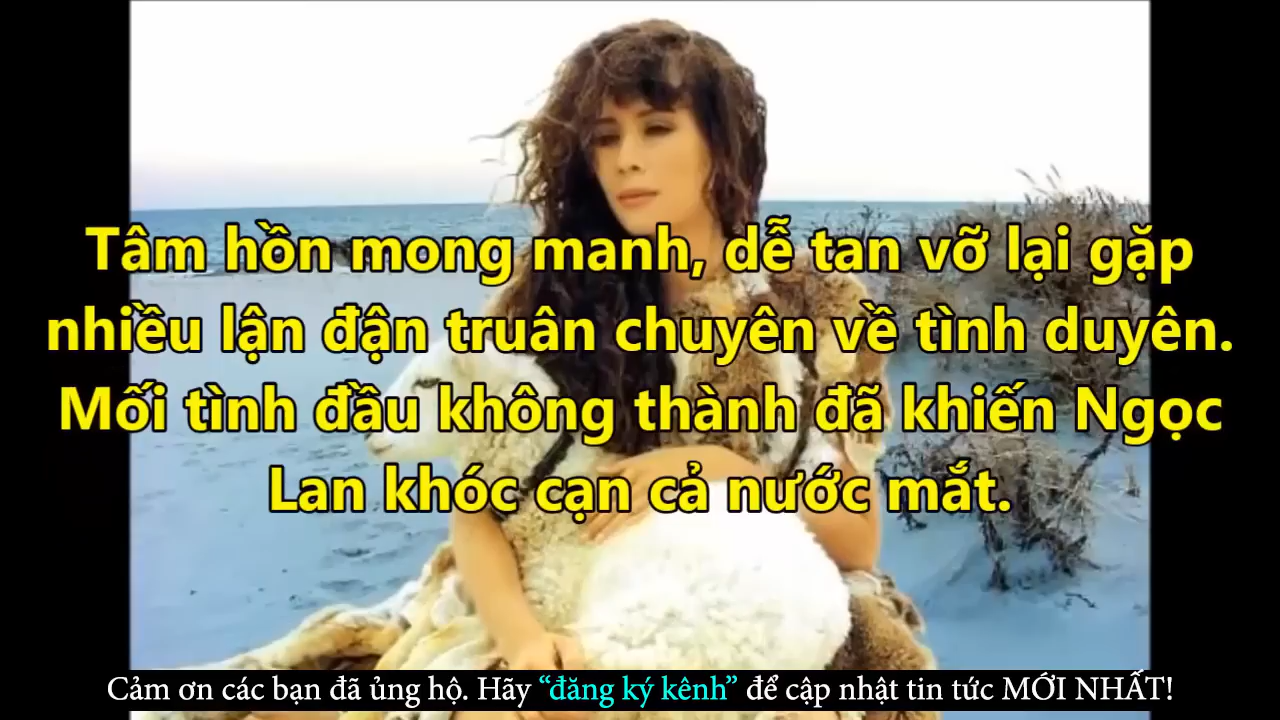 Tâm hồn mong manh, dễ tan vỡ lại gặp
nhiều lận đận truân chuyên về tình duyên.
Mối tình đầu không thành đã khiến Ngọc
Lan khóc cạn cả nước mắt.
Cảm ơn các bạn đã ủng hộ. Hãy “đăng ký kênh” để cập nhật tin tức MỚI NHẤT!